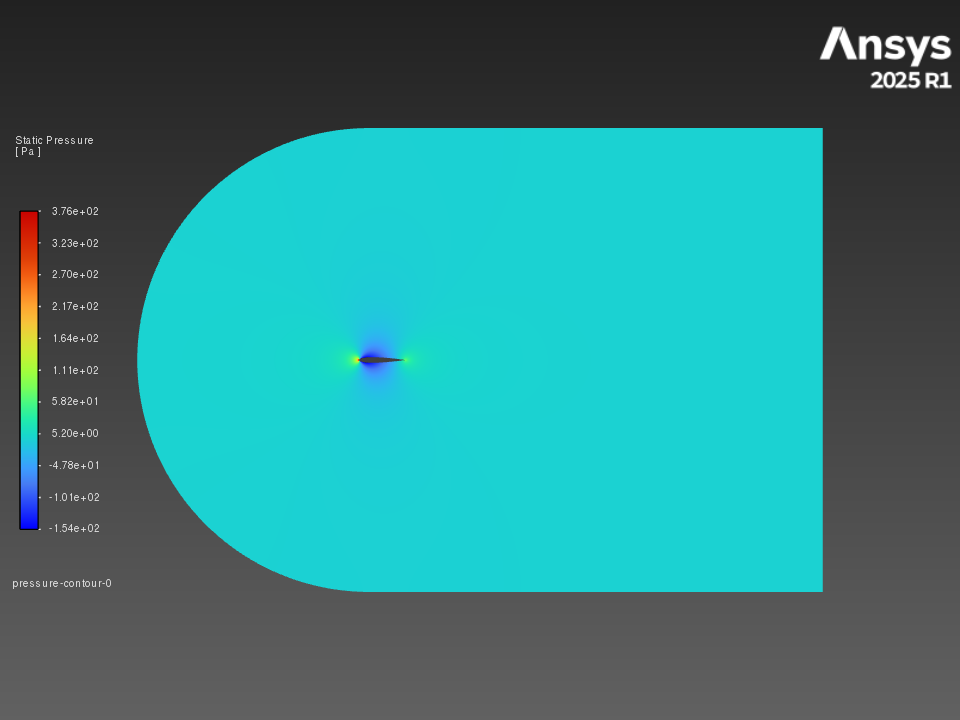 Ansys
2025 R1
Static Pressure
[ Pa ]
3.76e+02
3.23e+02
2.70e+02
2.17e+02
1.64e+02
1.11e+02
5.82e+01
5.20e+00
-4.78e+01
-1.01e+02
-1.54e+02
pressure-contour-0